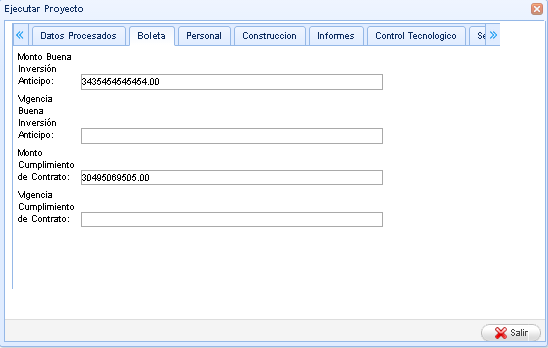 Ejecutar Proyecto
Datos Procesados Boleta Personal Construccion Informes Control Tecnologico Se
Monto Buena
Inversión
Anticipo: 3435454545454.00
Vigencia
Buena
Inversión
Anticipo:
Monto
Cumplimiento
de Contrato: 30495069505.00
Vigencia
Cumplimiento
de Contrato:
Salir